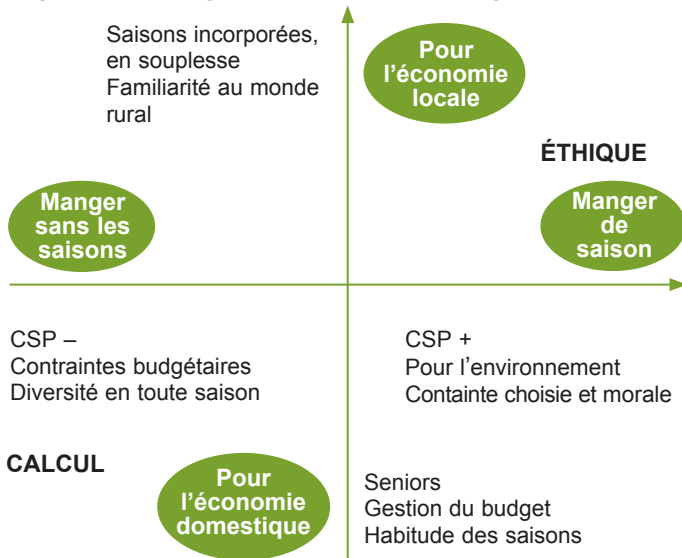 Saisons incorporées,
en souplesse
Familiarité au monde
rural
Pour
l'économie
locale
ÉTHIQUE
Manger
sans les
saisons
Manger
de
saison
CSP –
Contraintes budgétaires
Diversité en toute saison
CSP +
Pour l'environnement
Containte choisie et morale
CALCUL
Pour
l'économie
domestique
Seniors
Gestion du budget
Habitude des saisons